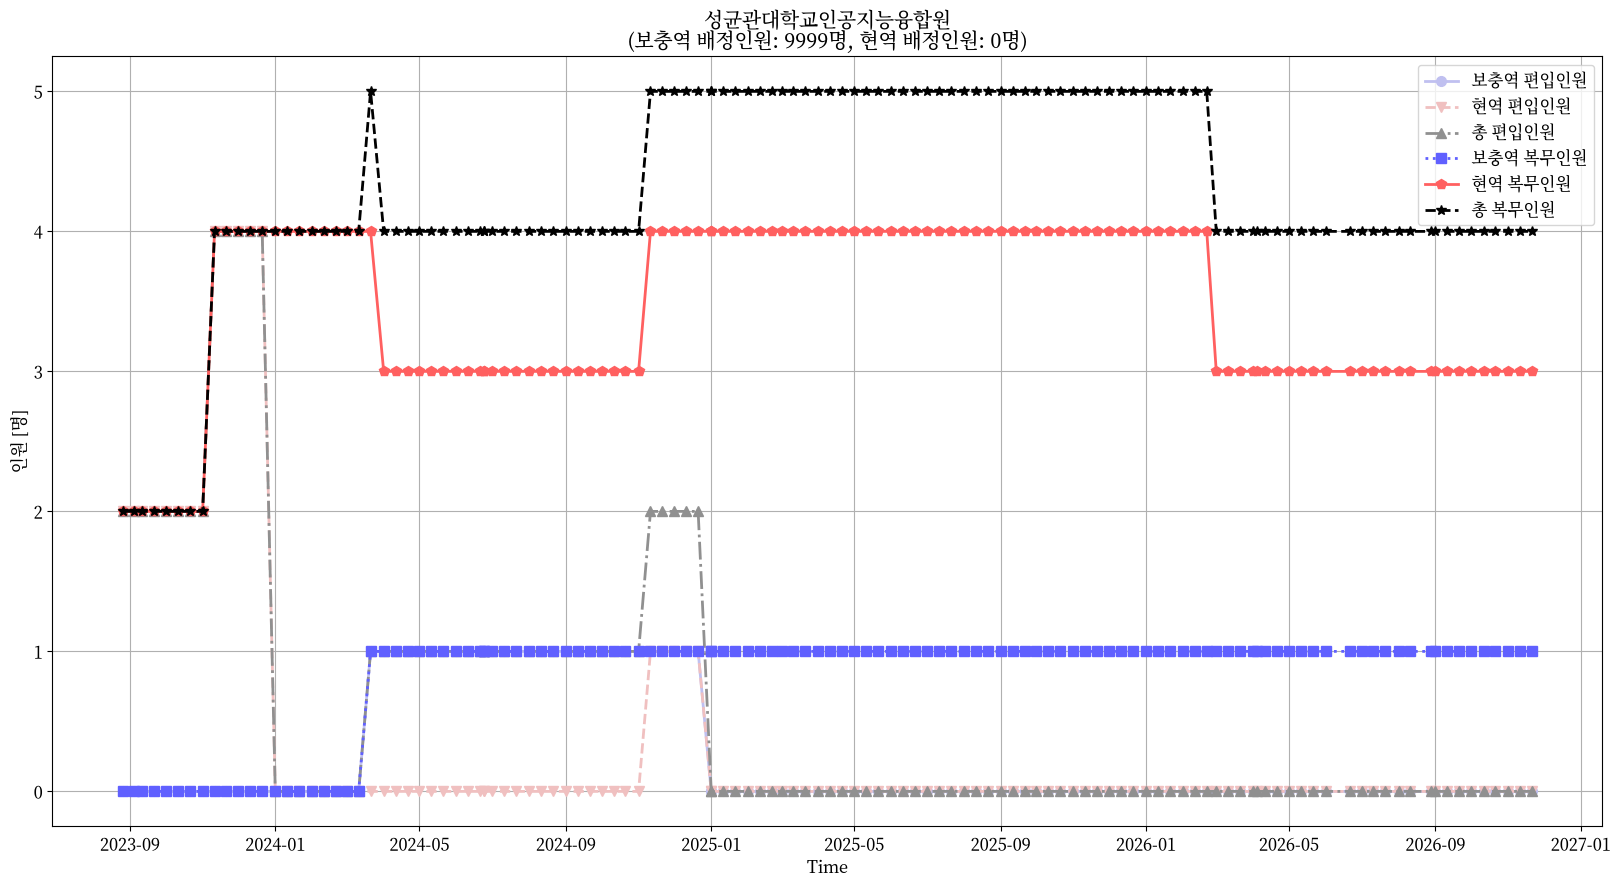 성균관대학교인공지능융합원
(보충역 배정인원: 9999명, 현역 배정인원: 0명)
보충역 편입인원
현역 편입인원
총 편입인원
보충역 복무인원
현역 복무인원
총 복무인원
인원 [명]
5
4
3
2
1
0
2023-09
2024-01
2024-05
2024-09
2025-01
2025-05
2025-09
2026-01
2026-05
2026-09
2027-01
Time